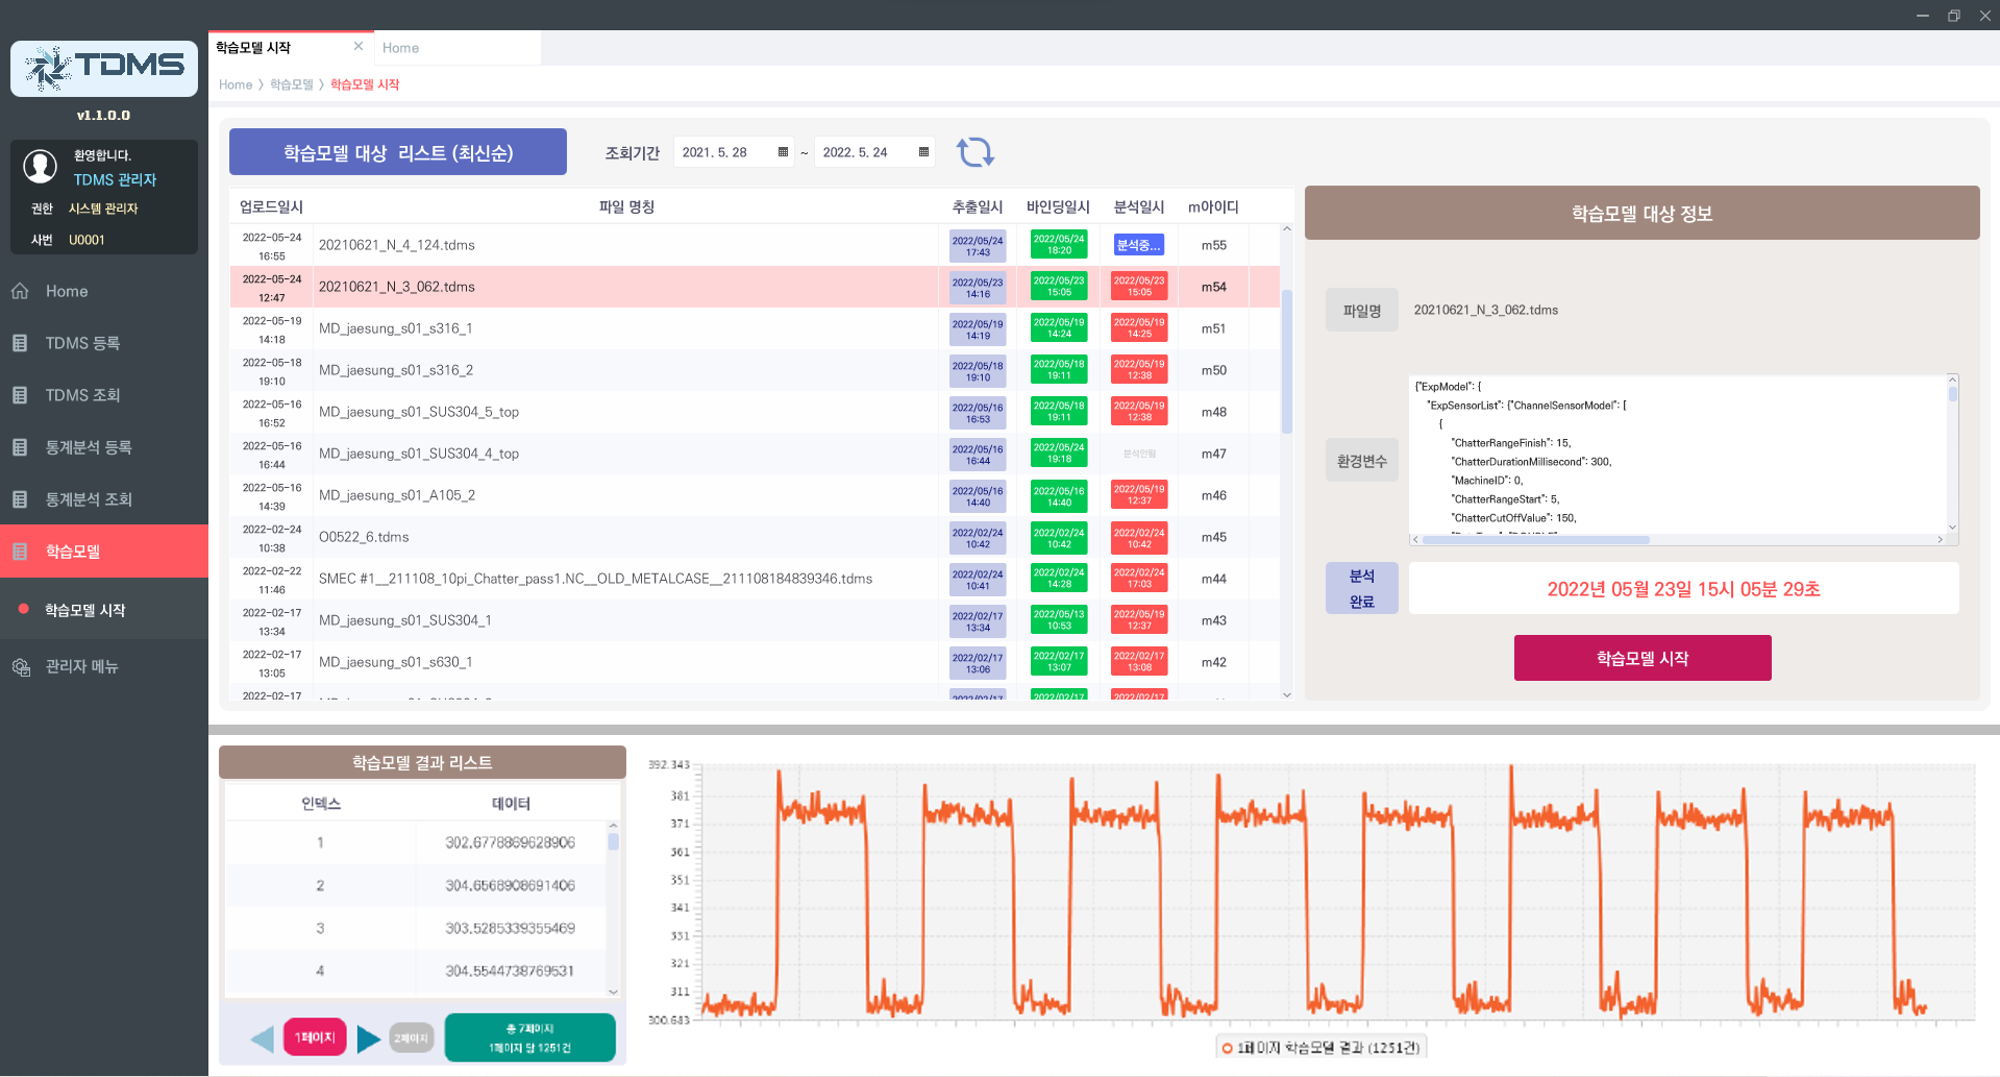 TDMS
v1.1.0.0
환영합니다.
TDMS 관리자
권한 시스템 관리자
사번 U0001
Home
TDMS 등록
TDMS 조회
통계분석 등록
통계분석 조회
학습모델
학습모델 시작
관리자 메뉴
학습모델 시작 Home
Home 〉 학습모델 〉 학습모델 시작
학습모델 대상 리스트 (최신순) 조회기간 2021. 5. 28 ~ 2022. 5. 24
업로드일시 파일 명칭 추출일시 바인딩일시 분석일시 m아이디
2022-05-24 16:55 20210621_N_4_124.tdms 2022/05/24 17:43 2022/05/24 18:20 분석중... m55
2022-05-24 12:47 20210621_N_3_062.tdms 2022/05/23 14:16 2022/05/23 15:05 2022/05/23 15:05 m54
2022-05-19 14:18 MD_jaesung_s01_s316_1 2022/05/19 14:19 2022/05/19 14:24 2022/05/19 14:25 m51
2022-05-18 19:10 MD_jaesung_s01_s316_2 2022/05/18 19:10 2022/05/18 19:11 2022/05/19 12:38 m50
2022-05-16 16:52 MD_jaesung_s01_SUS304_5_top 2022/05/16 16:53 2022/05/18 19:11 2022/05/19 12:38 m48
2022-05-16 16:44 MD_jaesung_s01_SUS304_4_top 2022/05/16 16:44 2022/05/24 19:18 분석안됨 m47
2022-05-16 14:39 MD_jaesung_s01_A105_2 2022/05/16 14:40 2022/05/16 14:40 2022/05/19 12:37 m46
2022-02-24 10:38 O0522_6.tdms 2022/02/24 10:42 2022/02/24 10:42 2022/02/24 10:42 m45
2022-02-22 11:46 SMEC #1__211108_10pi_Chatter_pass1.NC__OLD_METALCASE__211108184839346.tdms 2022/02/24 10:41 2022/02/24 14:28 2022/02/24 17:03 m44
2022-02-17 13:34 MD_jaesung_s01_SUS304_1 2022/02/17 13:34 2022/05/13 10:53 2022/05/19 12:37 m43
2022-02-17 13:05 MD_jaesung_s01_s630_1 2022/02/17 13:06 2022/02/17 13:07 2022/02/17 13:08 m42
2022-02-17 2022/02/17 2022/02/17
학습모델 대상 정보
파일명 20210621_N_3_062.tdms
환경변수
{"ExpModel": {
"ExpSensorList": {"ChannelSensorModel": [
{
"ChatterRangeFinish": 15,
"ChatterDurationMillisecond": 300,
"MachineID": 0,
"ChatterRangeStart": 5,
"ChatterCutOffValue": 150,
분석
완료
2022년 05월 23일 15시 05분 29초
학습모델 시작
학습모델 결과 리스트
인덱스 데이터
1 302.6778869628906
2 304.6568908691406
3 303.5285339355469
4 304.5544738769531
1페이지 2페이지
총 7페이지
1페이지 당 1251건
392.343
381
371
361
351
341
331
321
311
300.683
1페이지 학습모델 결과 (1251건)